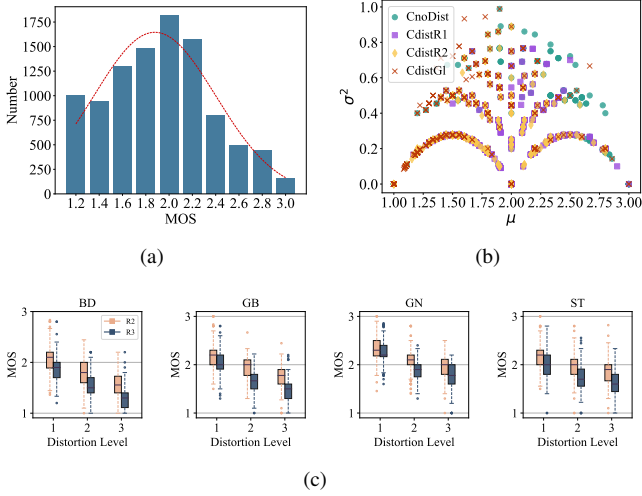 1750
1500
1250
1000
750
500
250
0
Number
1.2 1.4 1.6 1.8 2.0 2.2 2.4 2.6 2.8 3.0
MOS
(a)
1.0
0.8
0.6
0.4
0.2
0.0
σ²
CnoDist
CdistR1
CdistR2
CdistGl
1.00 1.25 1.50 1.75 2.00 2.25 2.50 2.75 3.00
μ
(b)
BD
3
2
1
MOS
R2
R3
1 2 3
Distortion Level
GB
3
2
1
MOS
1 2 3
Distortion Level
GN
3
2
1
MOS
1 2 3
Distortion Level
ST
3
2
1
MOS
1 2 3
Distortion Level
(c)